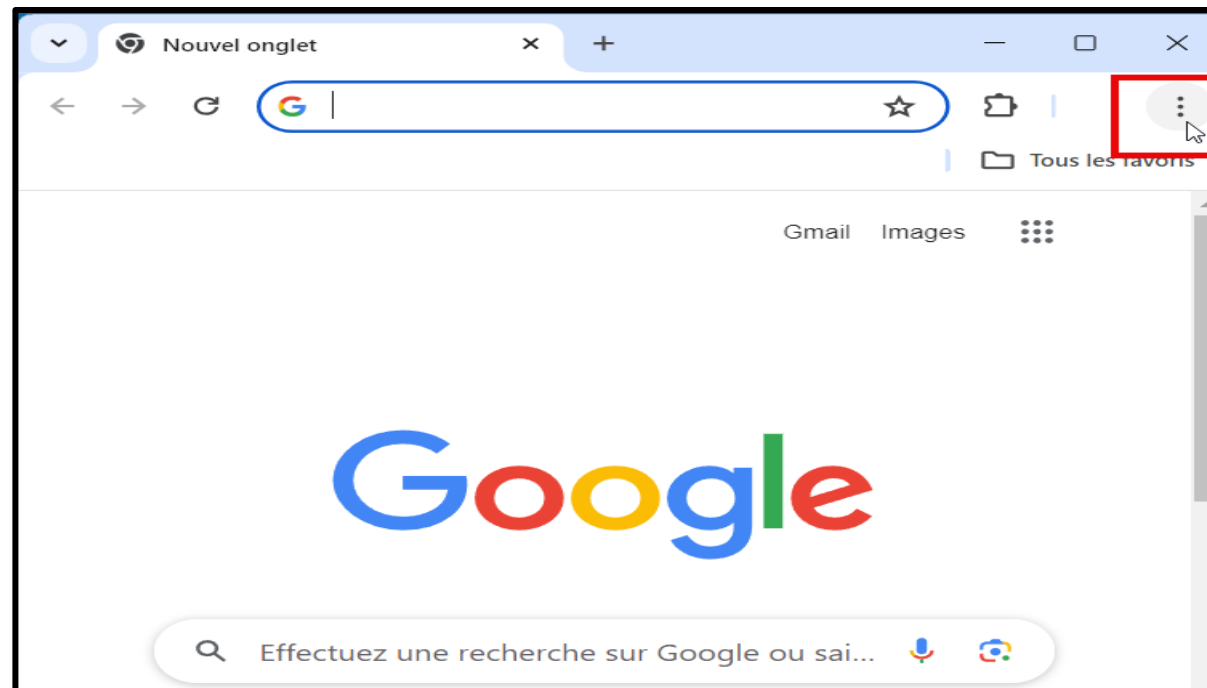 Nouvel onglet
Tous les favoris
Gmail Images
Google
Effectuez une recherche sur Google ou sai...